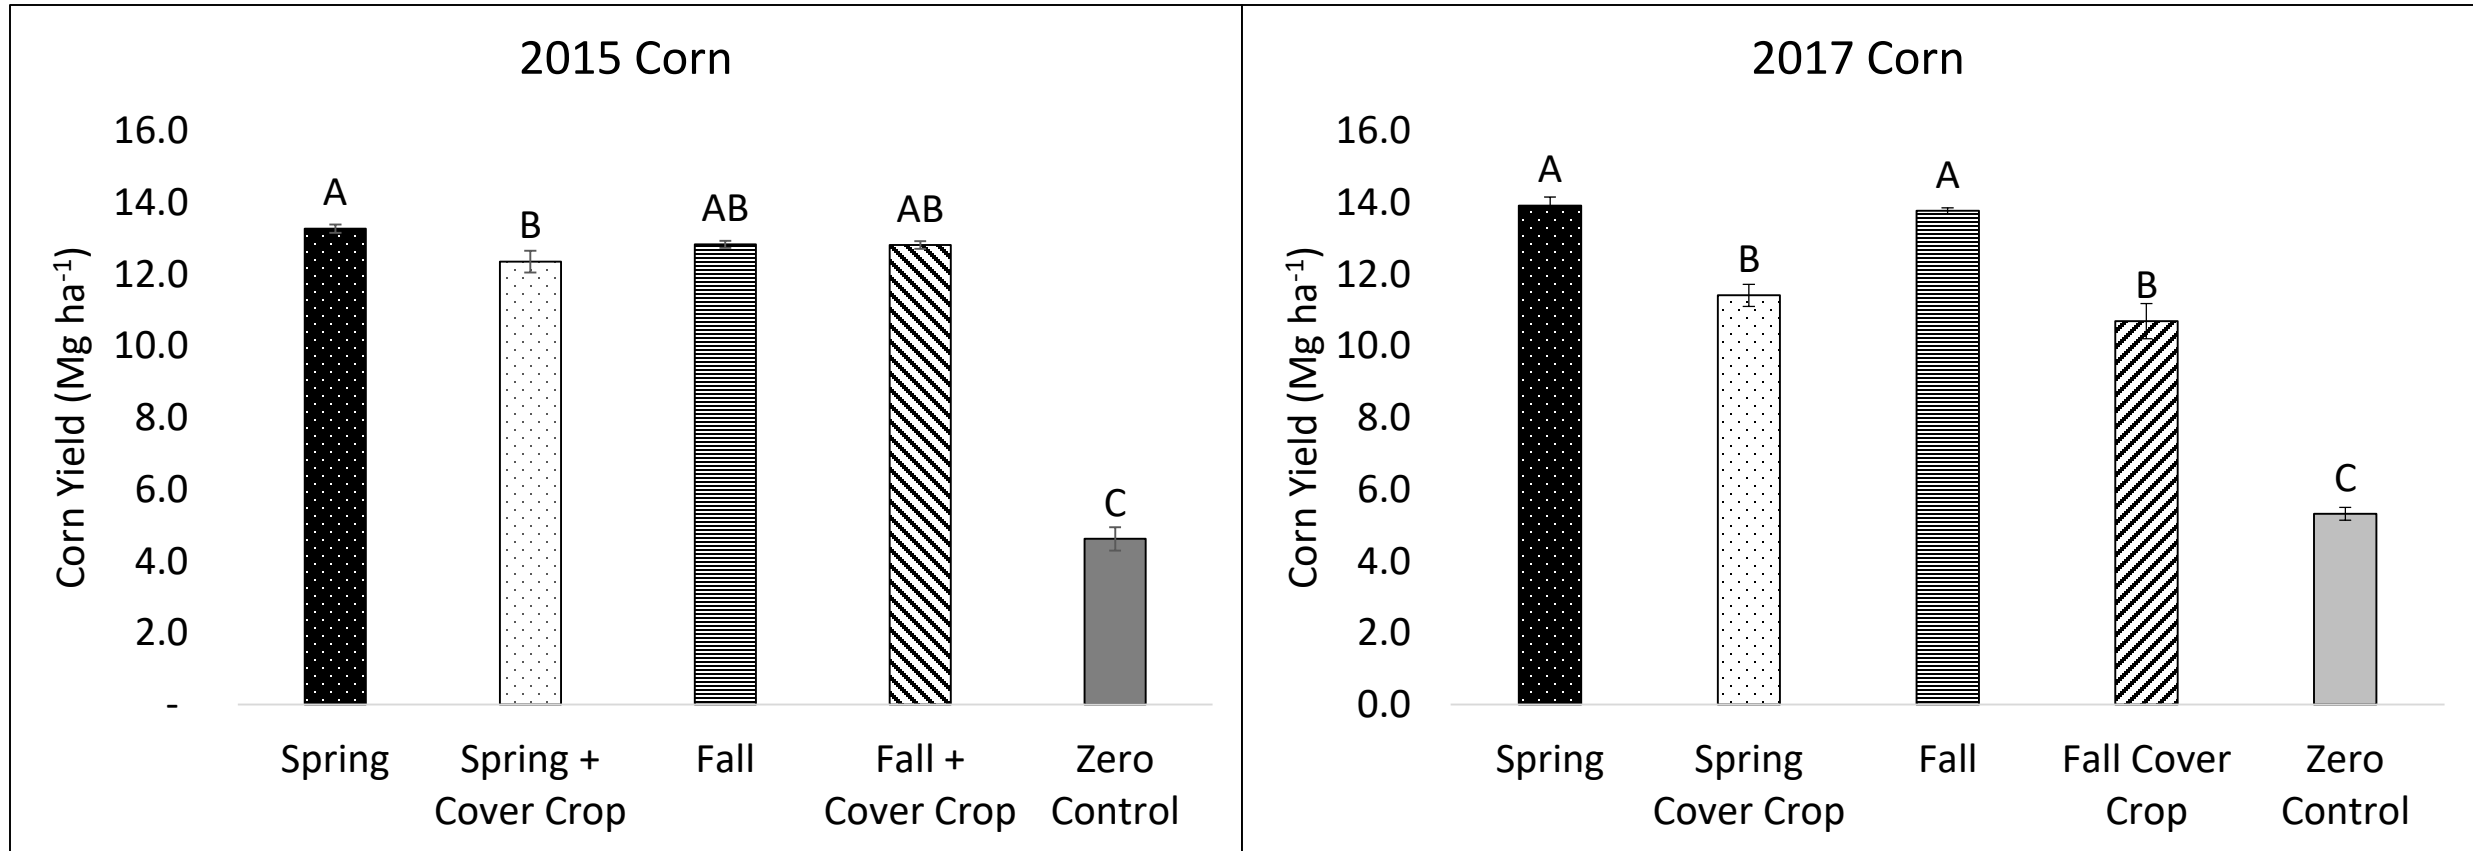 2015 Corn
Corn Yield (Mg ha⁻¹)
16.0
14.0
12.0
10.0
8.0
6.0
4.0
2.0
-
A
B
AB
AB
C
Spring
Spring +
Cover Crop
Fall
Fall +
Cover Crop
Zero
Control
2017 Corn
Corn Yield (Mg ha⁻¹)
16.0
14.0
12.0
10.0
8.0
6.0
4.0
2.0
0.0
A
B
A
B
C
Spring
Spring
Cover Crop
Fall
Fall Cover
Crop
Zero
Control